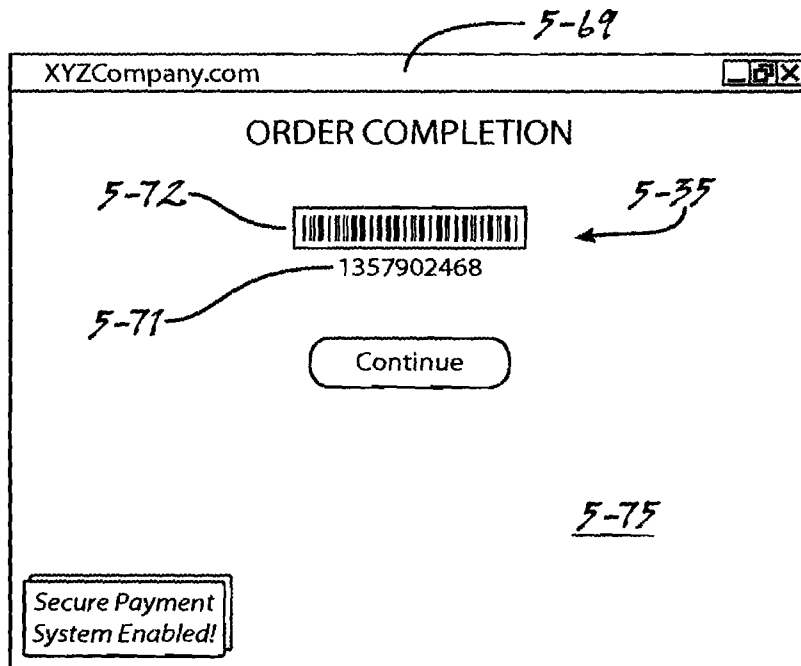 5-69
XYZCompany.com
ORDER COMPLETION
5-72
5-35
1357902468
5-71
Continue
5-75
Secure Payment
System Enabled!